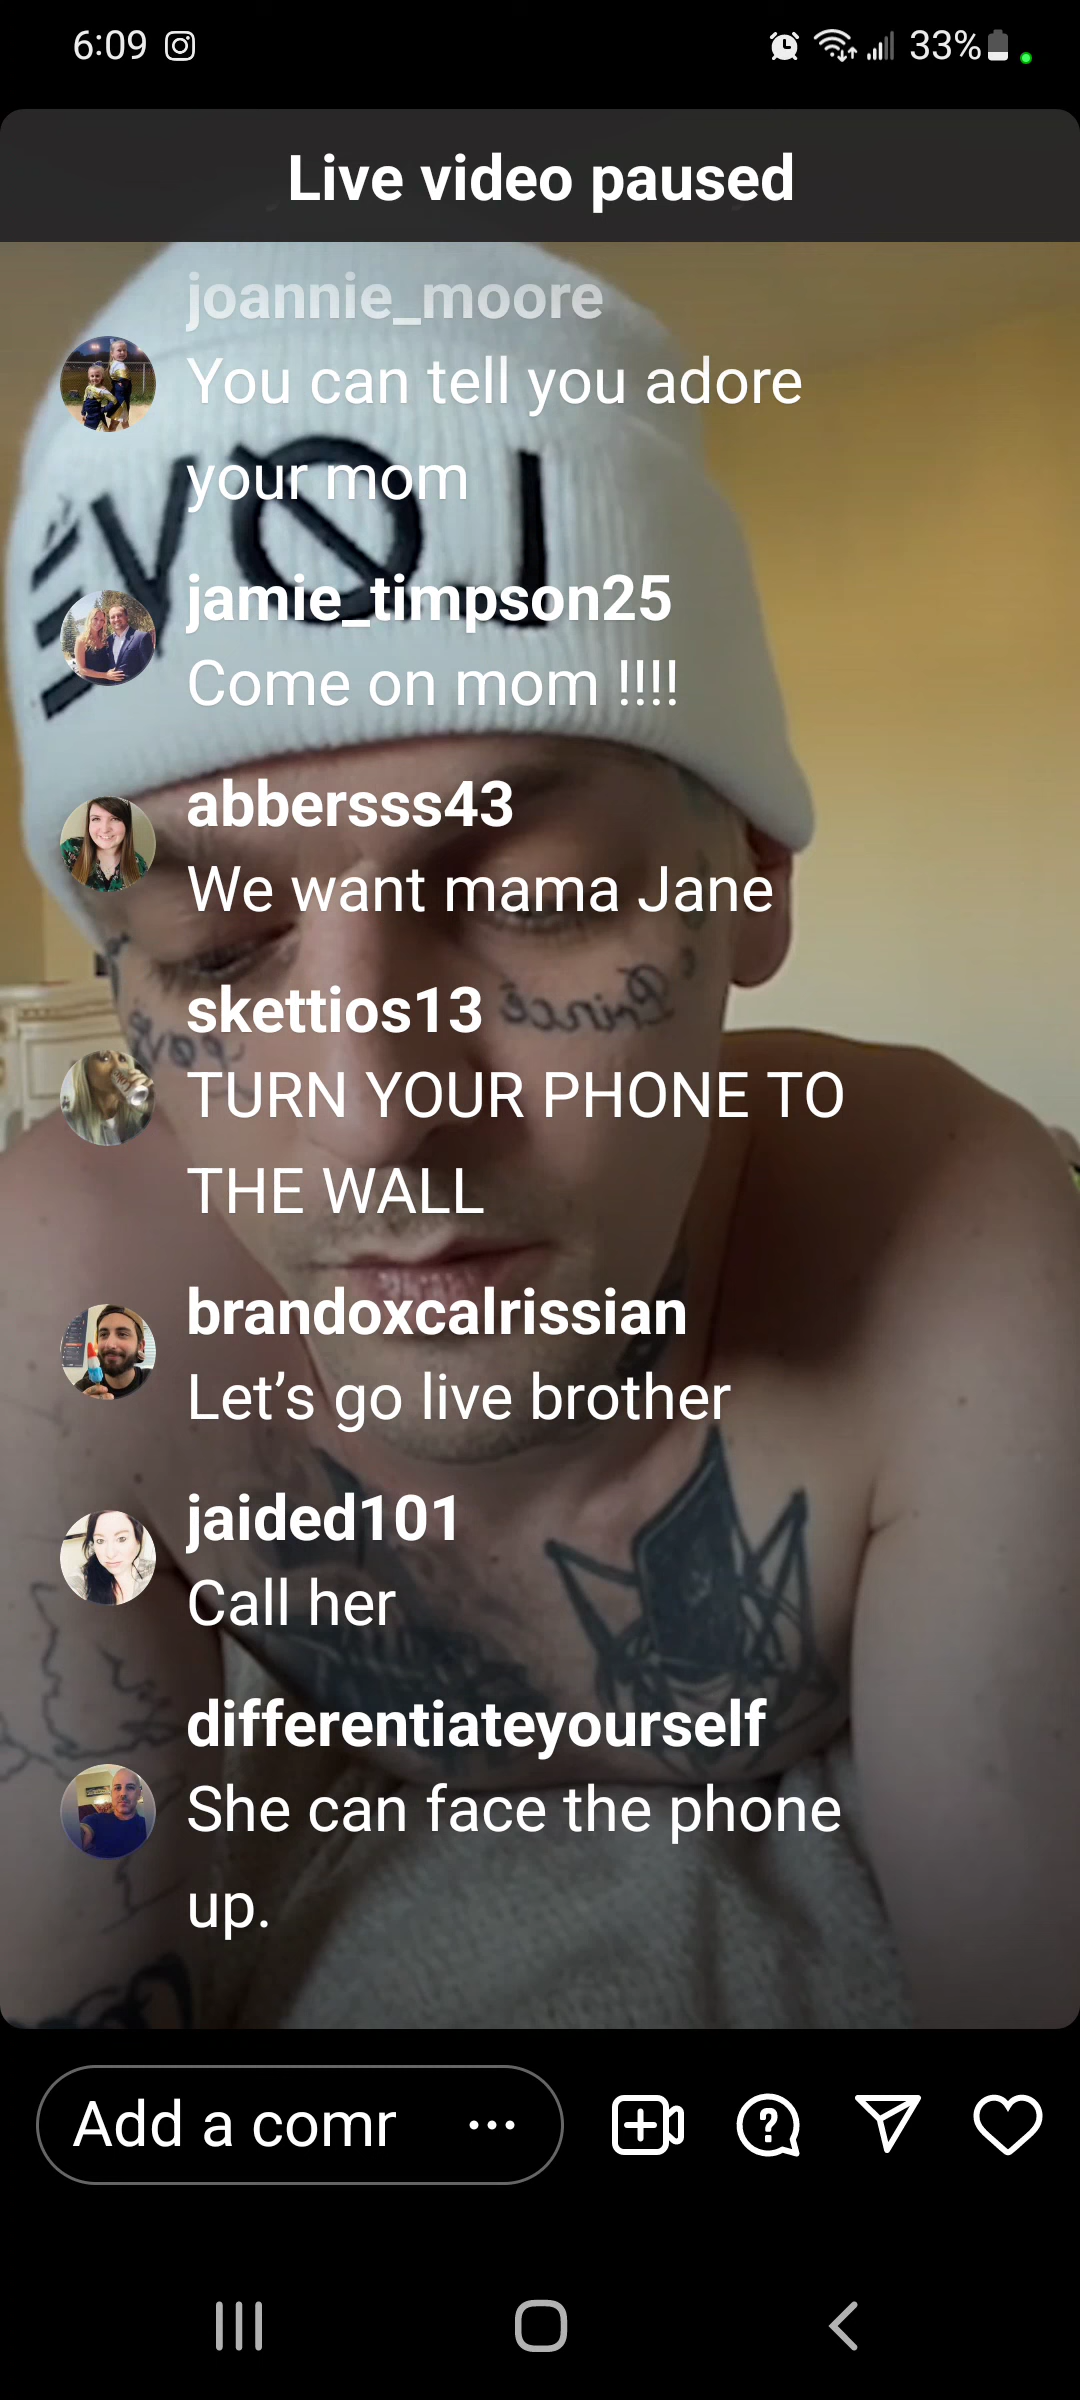 6:09
33%
Live video paused
joannie_moore
You can tell you adore
your mom
jamie_timpson25
Come on mom !!!!
abbersss43
We want mama Jane
skettios13
TURN YOUR PHONE TO
THE WALL
brandoxcalrissian
Let’s go live brother
jaided101
Call her
differentiateyourself
She can face the phone
up.
Add a comr